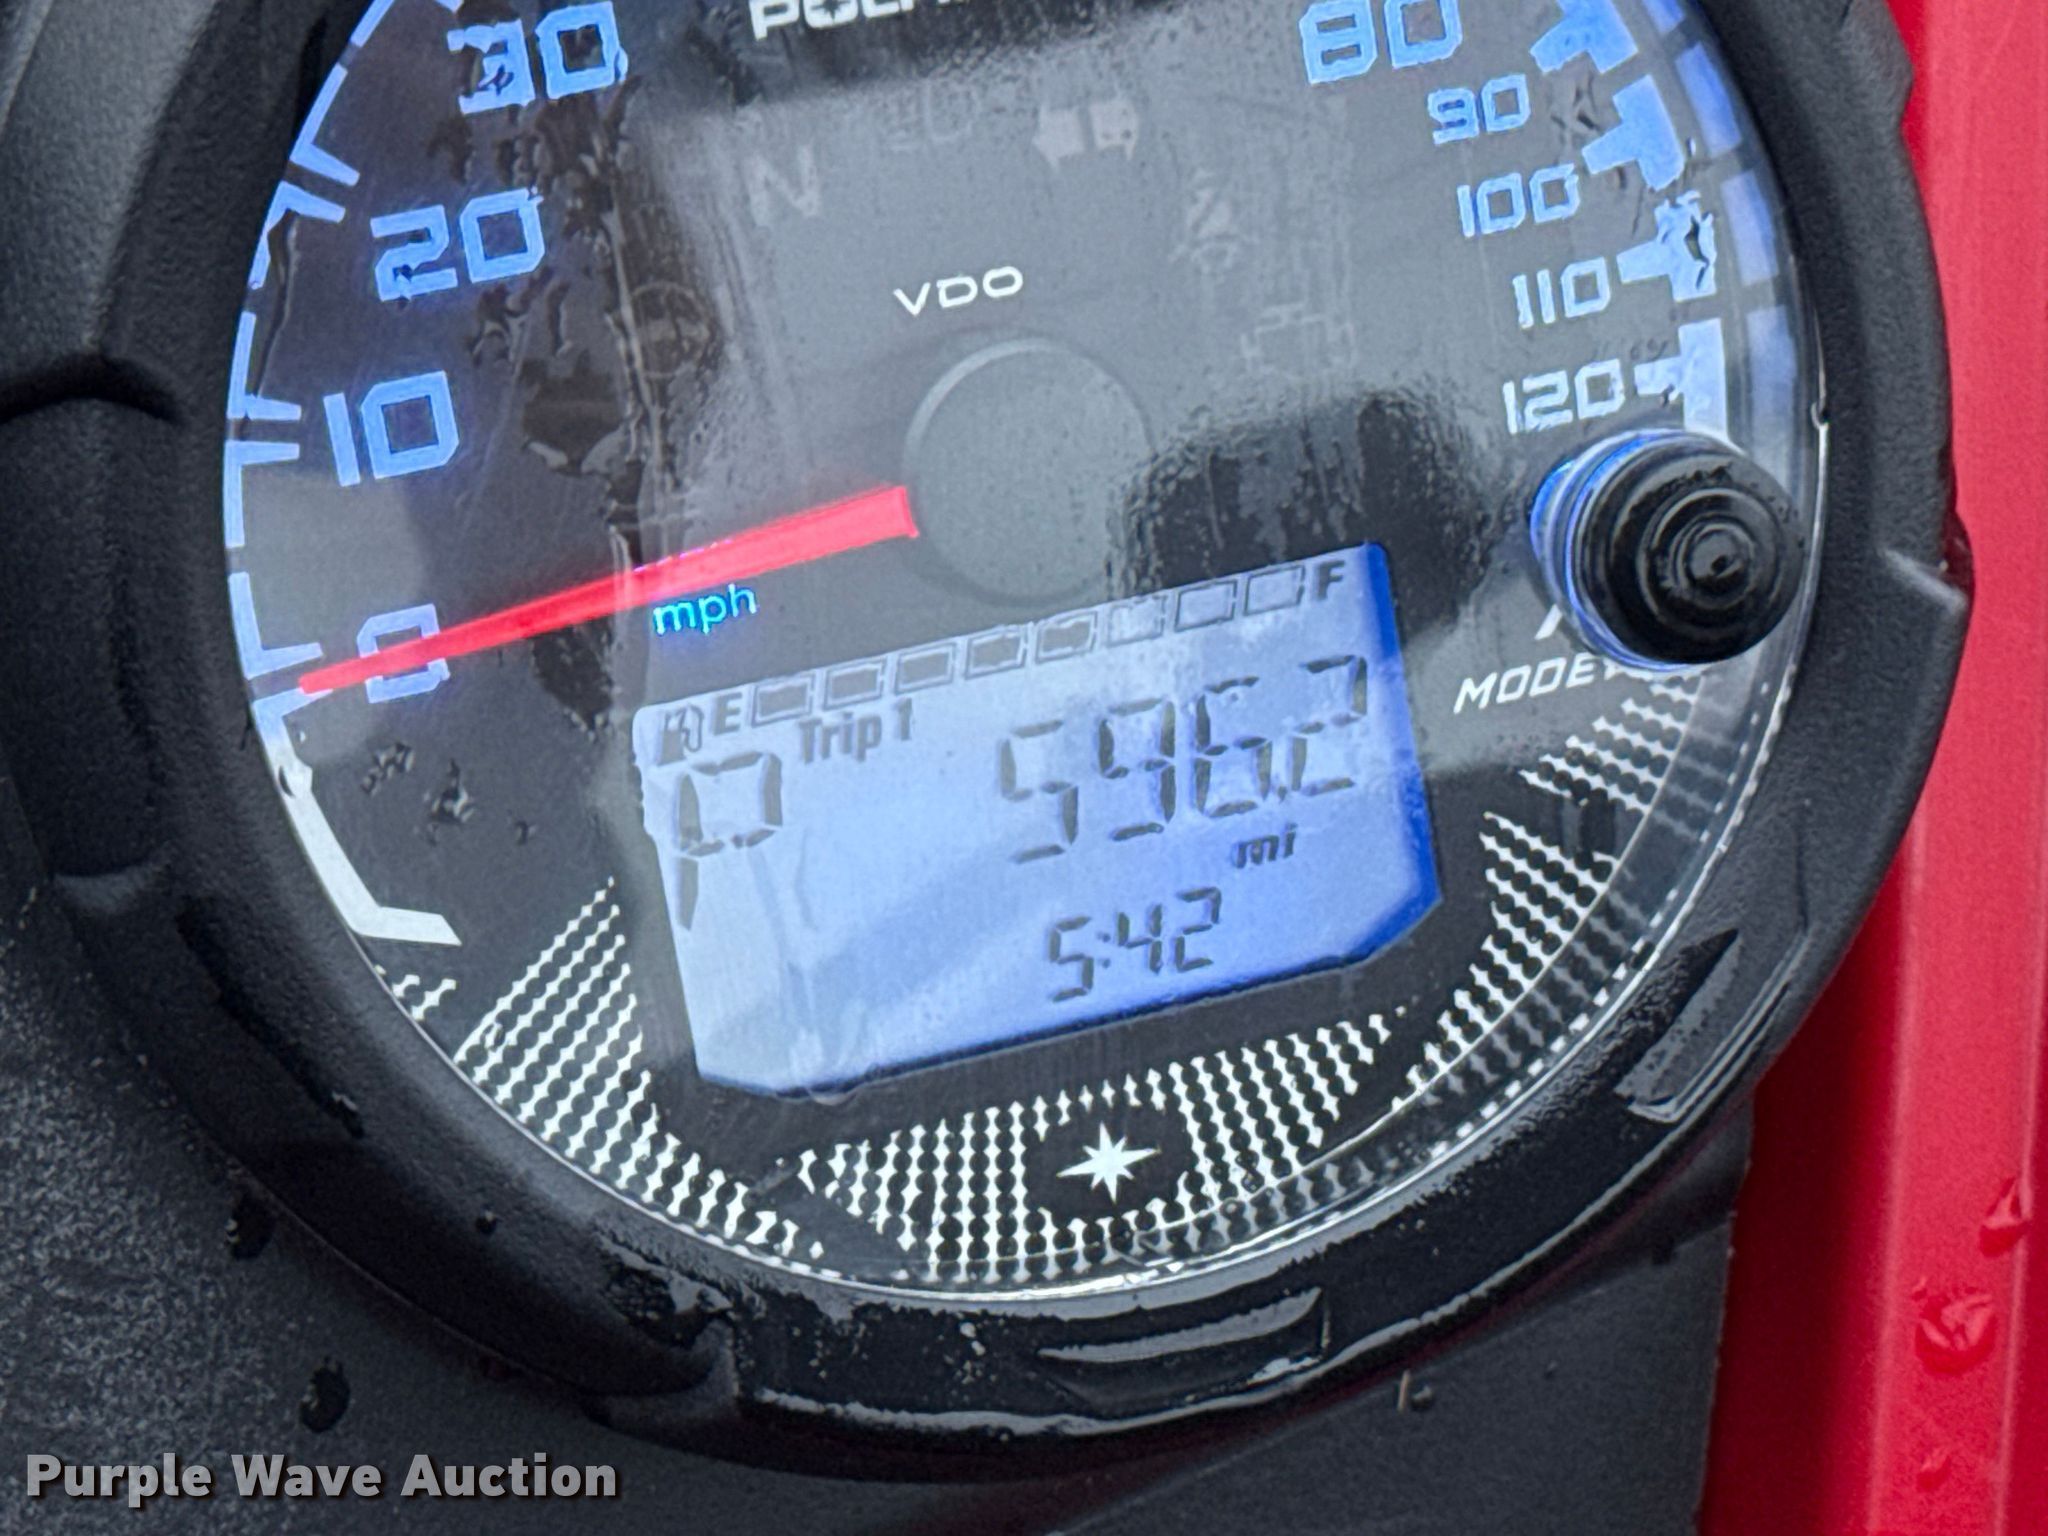 30
80
90
N
20
100
VDO
110
10
120
mph
0
F
E
Trip 1
P
596.2
mi
MODE
5:42
Purple Wave Auction